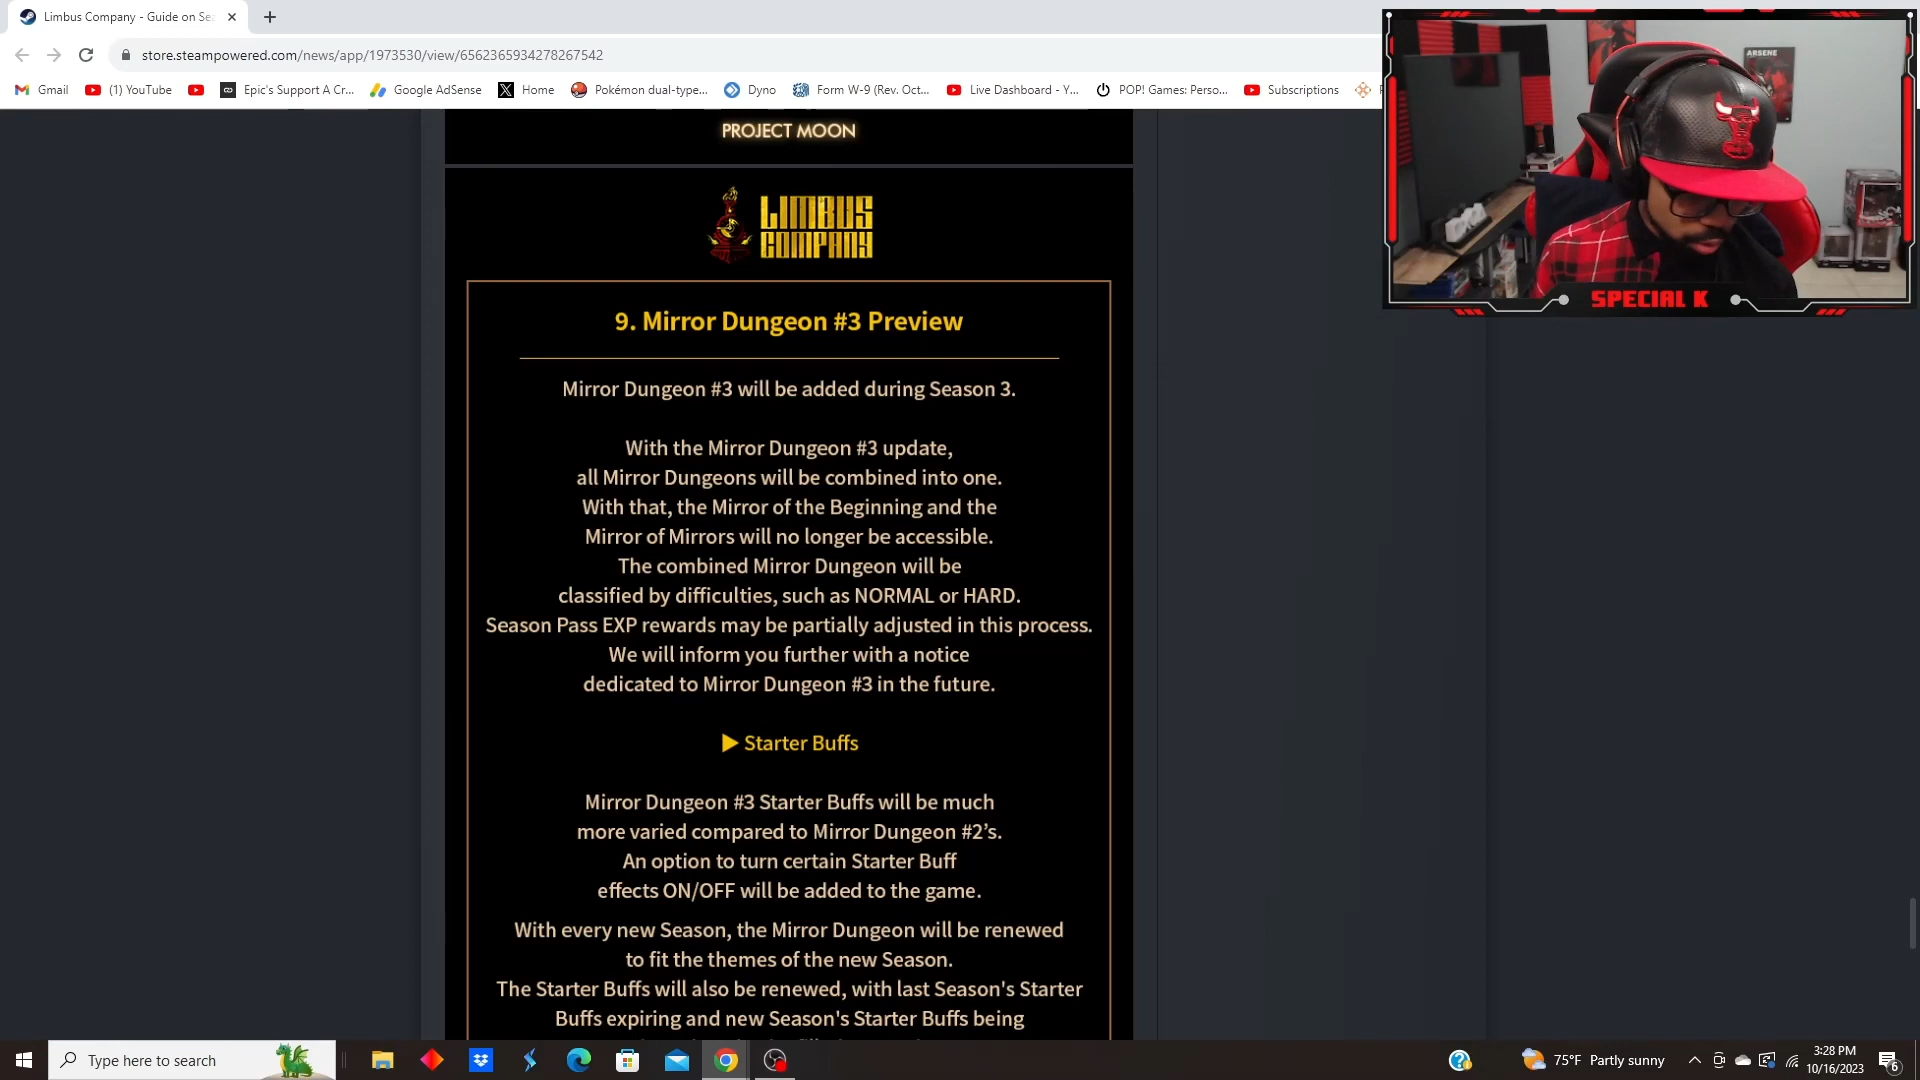 Limbus Company - Guide on Sea
store.steampowered.com/news/app/1973530/view/6562365934278267542
Gmail
(1) YouTube
Epic's Support A Cr...
Google AdSense
Home
Pokémon dual-type...
Dyno
Form W-9 (Rev. Oct...
Live Dashboard - Y...
POP! Games: Perso...
Subscriptions
ARSENE
SPECIAL K
PROJECT MOON
LIMBUS
COMPANY
9. Mirror Dungeon #3 Preview
Mirror Dungeon #3 will be added during Season 3.
With the Mirror Dungeon #3 update,
all Mirror Dungeons will be combined into one.
With that, the Mirror of the Beginning and the
Mirror of Mirrors will no longer be accessible.
The combined Mirror Dungeon will be
classified by difficulties, such as NORMAL or HARD.
Season Pass EXP rewards may be partially adjusted in this process.
We will inform you further with a notice
dedicated to Mirror Dungeon #3 in the future.
▶ Starter Buffs
Mirror Dungeon #3 Starter Buffs will be much
more varied compared to Mirror Dungeon #2’s.
An option to turn certain Starter Buff
effects ON/OFF will be added to the game.
With every new Season, the Mirror Dungeon will be renewed
to fit the themes of the new Season.
The Starter Buffs will also be renewed, with last Season's Starter
Buffs expiring and new Season's Starter Buffs being
Type here to search
75°F Partly sunny
3:28 PM
10/16/2023
6